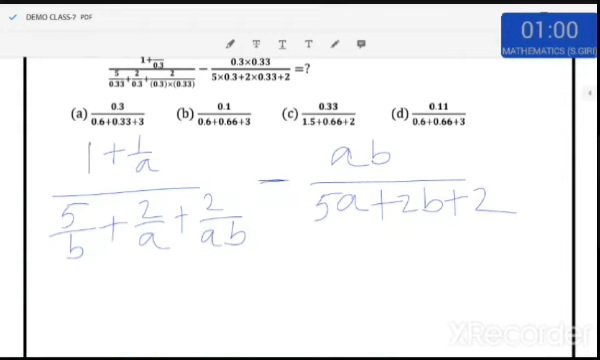 DEMO CLASS-7 PDF
01:00
MATHEMATICS (S.GIRI)
T T T
1+ 1/0.3 / (5/0.33 + 2/0.3 + 2/((0.3)×(0.33))) − 0.3×0.33 / (5×0.3+2×0.33+2) =?
(a) 0.3/(0.6+0.33+3) (b) 0.1/(0.6+0.66+3) (c) 0.33/(1.5+0.66+2) (d) 0.11/(0.6+0.66+3)
(1 + 1/a) / (5/b + 2/a + 2/ab) − ab / (5a+2b+2)
XRecorder